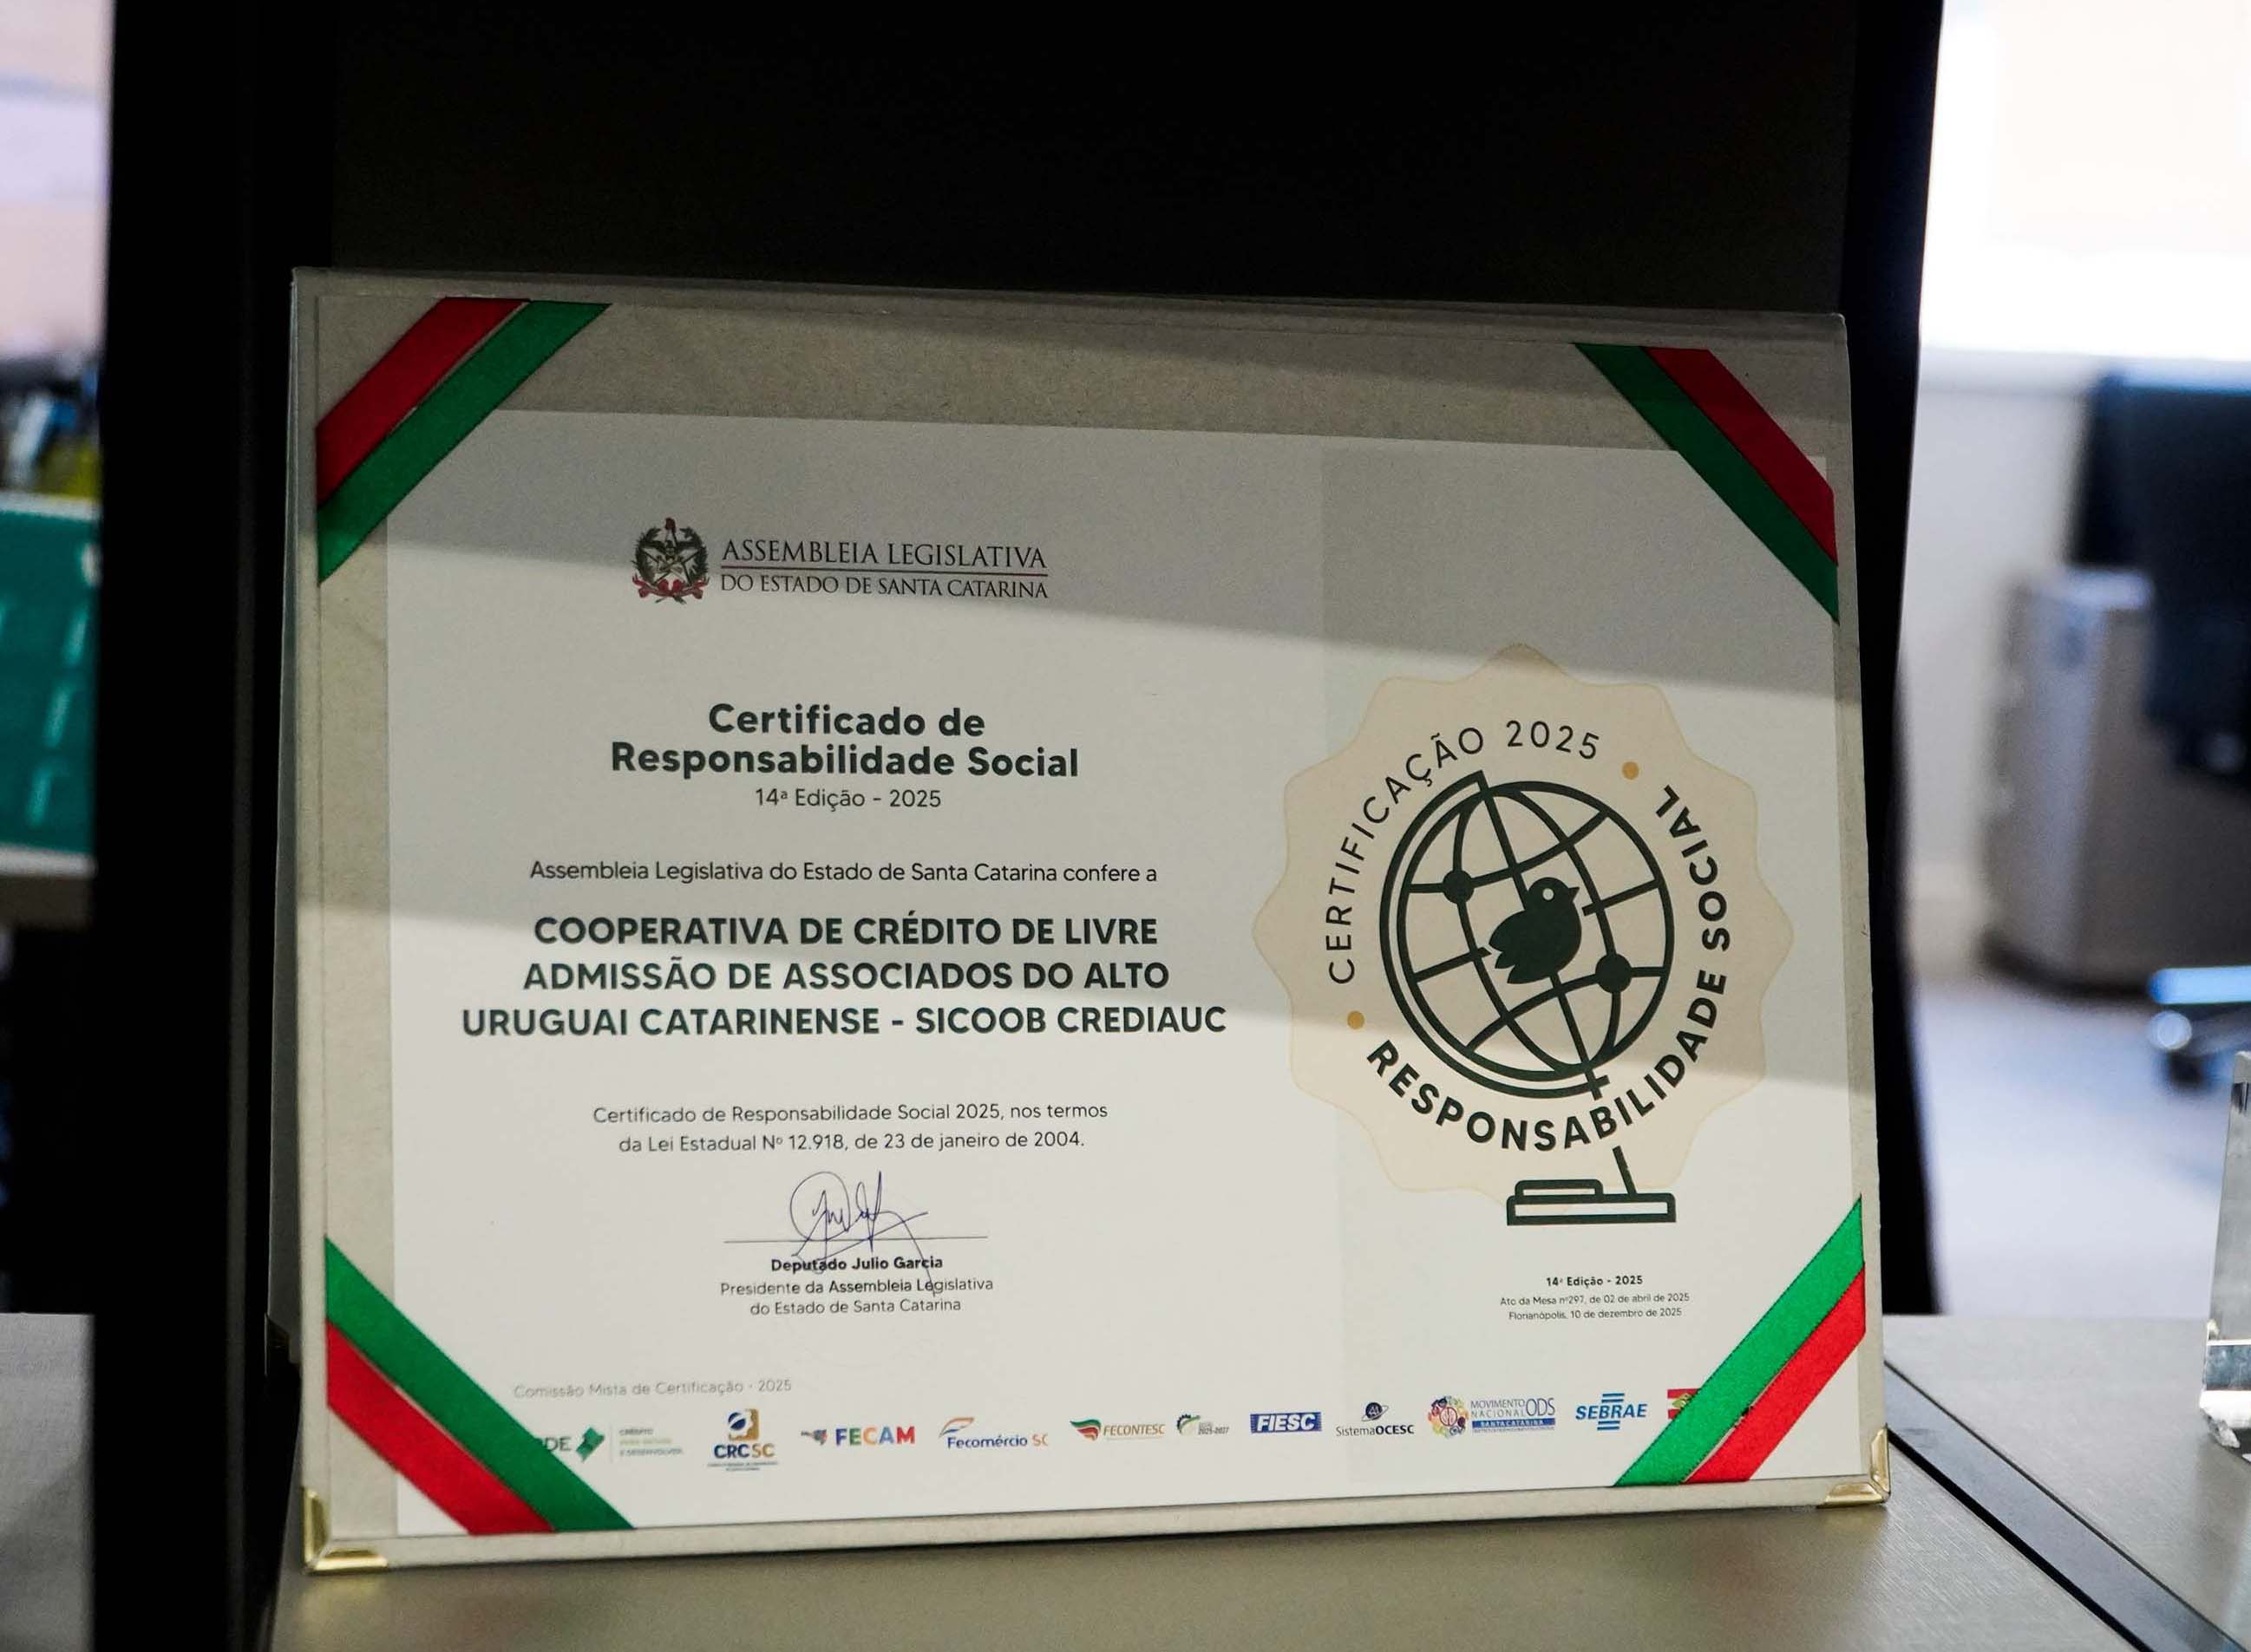 ASSEMBLEIA LEGISLATIVA
DO ESTADO DE SANTA CATARINA
Certificado de
Responsabilidade Social
14ª Edição - 2025
Assembleia Legislativa do Estado de Santa Catarina confere a
COOPERATIVA DE CRÉDITO DE LIVRE
ADMISSÃO DE ASSOCIADOS DO ALTO
URUGUAI CATARINENSE - SICOOB CREDIAUC
Certificado de Responsabilidade Social 2025, nos termos
da Lei Estadual Nº 12.918, de 23 de janeiro de 2004.
Deputado Julio Garcia
Presidente da Assembleia Legislativa
do Estado de Santa Catarina
CERTIFICAÇÃO 2025
RESPONSABILIDADE SOCIAL
14ª Edição - 2025
Ato da Mesa nº297, de 02 de abril de 2025
Florianópolis, 10 de dezembro de 2025
Comissão Mista de Certificação - 2025
DE
CRCSC
FECAM
Fecomércio SC
FECONTESC
2025-2027
FIESC
SistemaOCESC
MOVIMENTO
NACIONAL ODS
SANTA CATARINA
SEBRAE